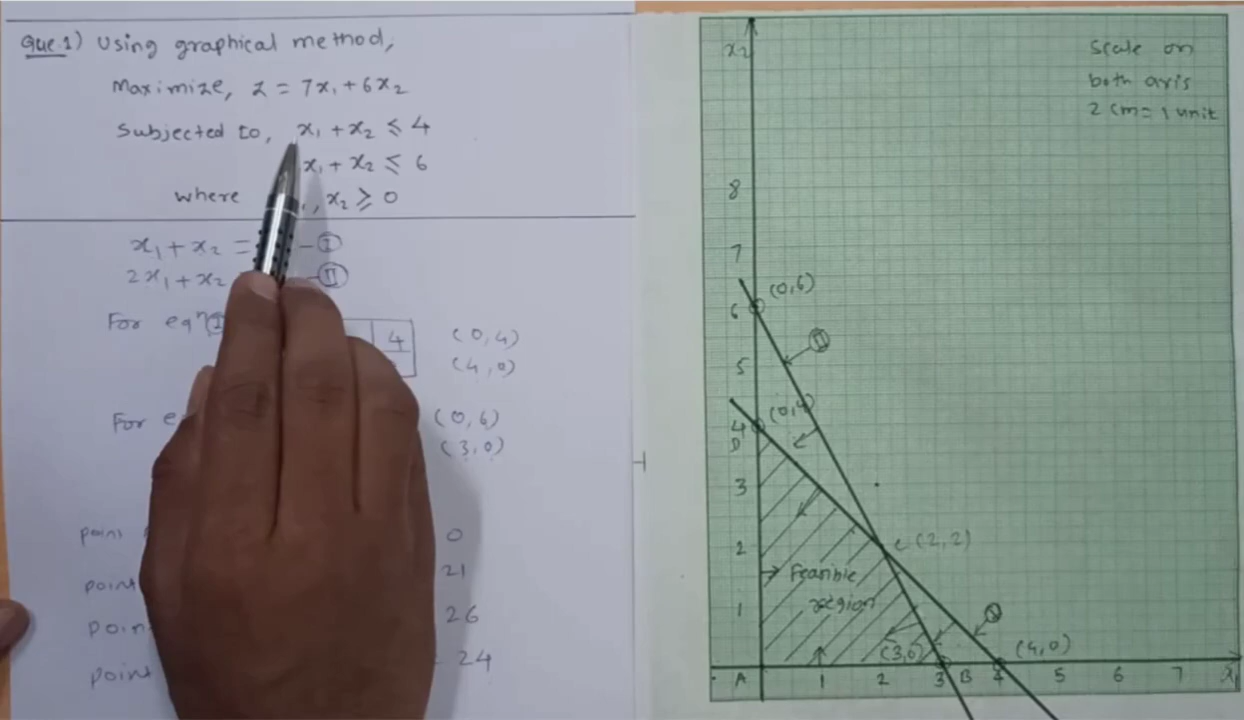 Que.1) Using graphical method,
Maximize, Z = 7x₁ + 6x₂
Subjected to, x₁ + x₂ ≤ 4
x₁ + x₂ ≤ 6
where , x₂ ≥ 0
x₁ + x₂ = — I
2x₁ + x₂ — II
For eqⁿ I
4
(0,4)
(4,0)
For
(0,6)
(3,0)
point
0
point
21
26
point
24
x₂
Scale on
both axis
2 cm = 1 unit
8
7
6
(0,6)
II
5
(0,4)
4
D
3
2
C (2,2)
Feasible
region
1
I
(3,0)
(4,0)
A
1
2
3
B
4
5
6
7
x₁